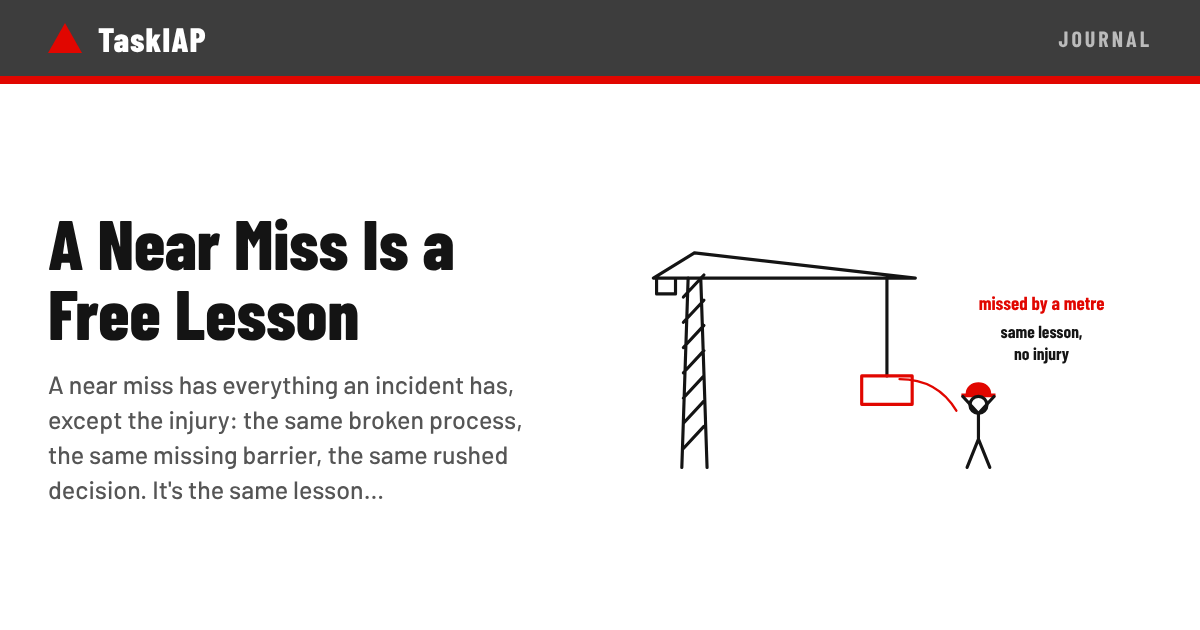 TaskIAP
JOURNAL
A Near Miss Is a
Free Lesson
A near miss has everything an incident has,
except the injury: the same broken process,
the same missing barrier, the same rushed
decision. It's the same lesson...
missed by a metre
same lesson,
no injury